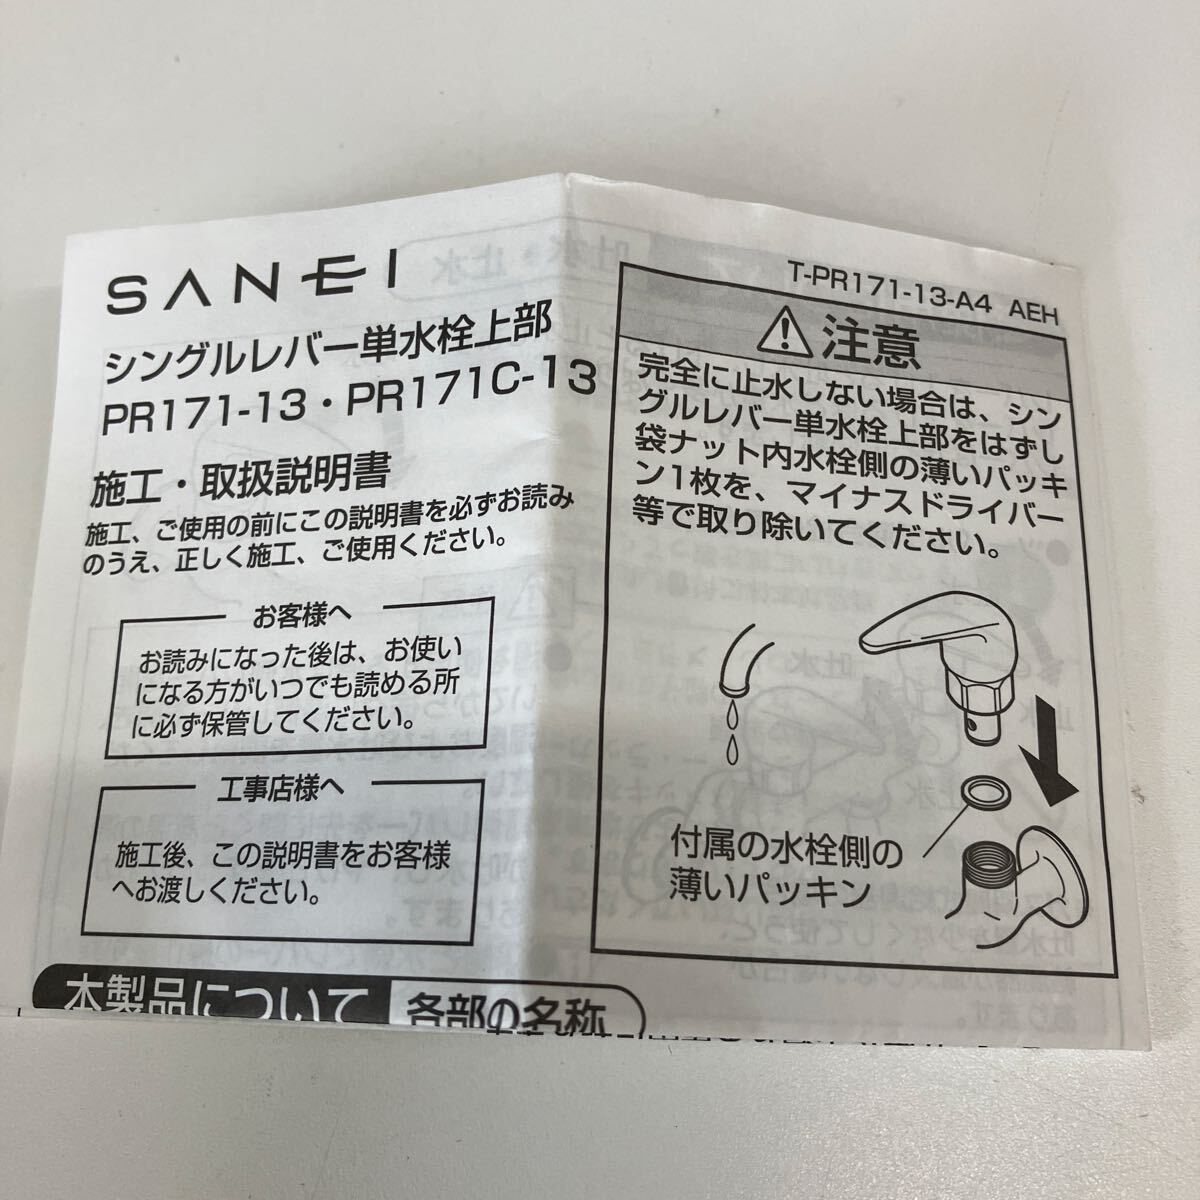 SANEI
シングルレバー単水栓上部
PR171-13・PR171C-13
施工・取扱説明書
施工、ご使用の前にこの説明書を必ずお読み
のうえ、正しく施工、ご使用ください。
お客様へ
お読みになった後は、お使い
になる方がいつでも読める所
に必ず保管してください。
工事店様へ
施工後、この説明書をお客様
へお渡しください。
本製品について 各部の名称
T-PR171-13-A4 AEH
注意
完全に止水しない場合は、シン
グルレバー単水栓上部をはずし
袋ナット内水栓側の薄いパッキ
ン1枚を、マイナスドライバー
等で取り除いてください。
付属の水栓側の
薄いパッキン